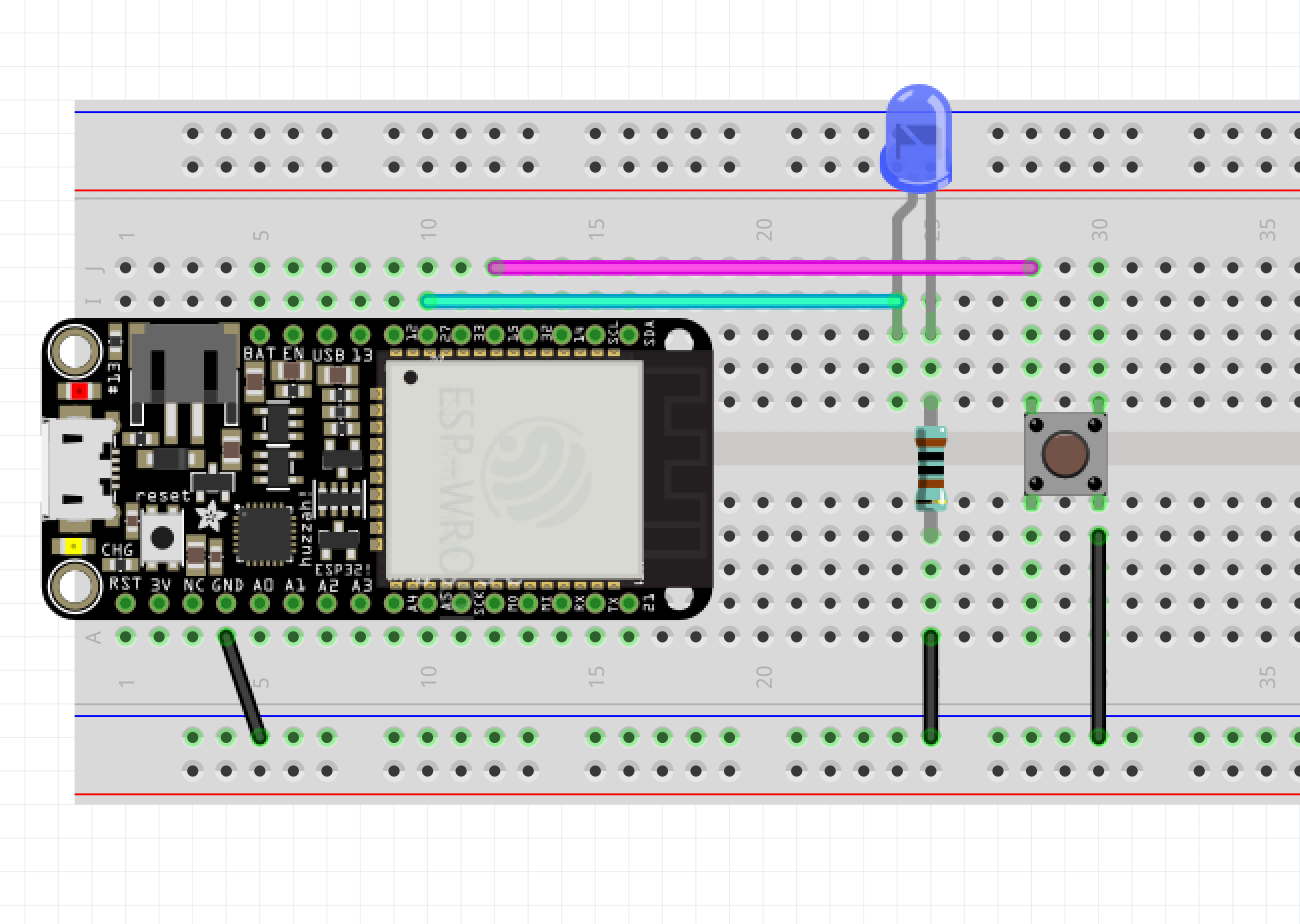 1 5 10 15 20 25 30 35
J
I
BAT EN USB 13 12 27 33 15 32 14 SCL SDA
#13
ESP-WRO
reset
huzzah!
CHG
ESP32!
RST 3V NC GND A0 A1 A2 A3 A4 A5 SCK MO MI RX TX 21
A
1 5 10 15 20 35